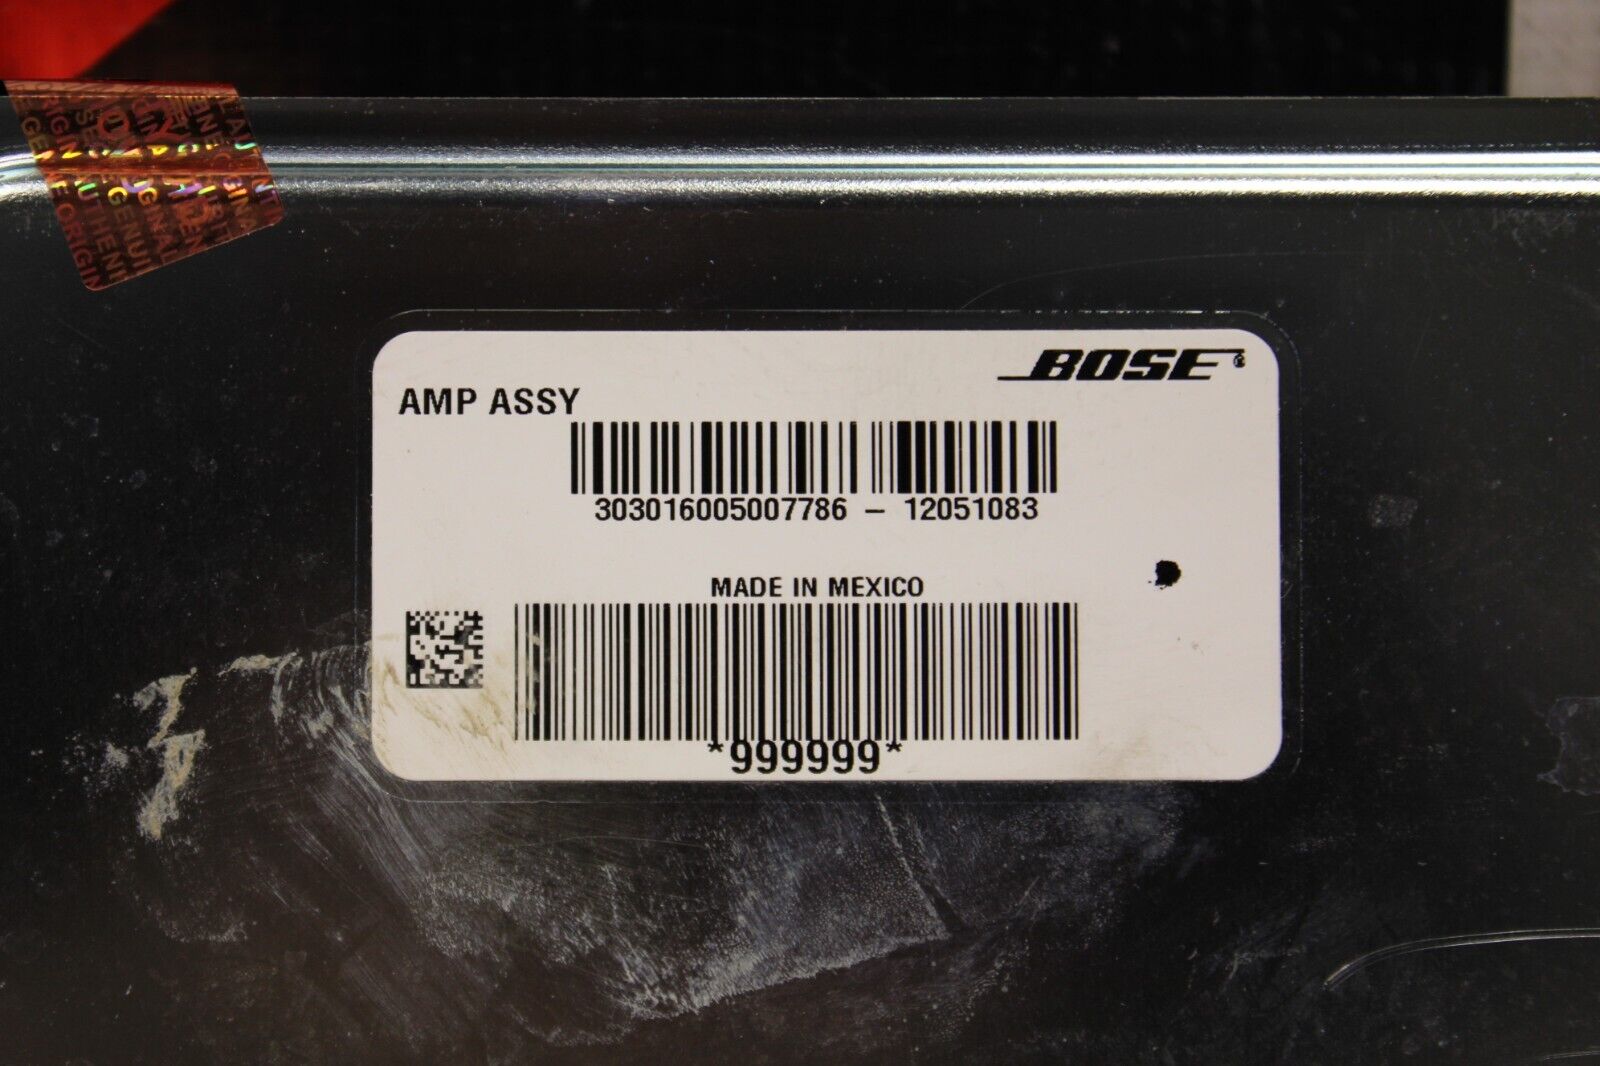 BOSE
AMP ASSY
303016005007786 – 12051083
MADE IN MEXICO
*999999*